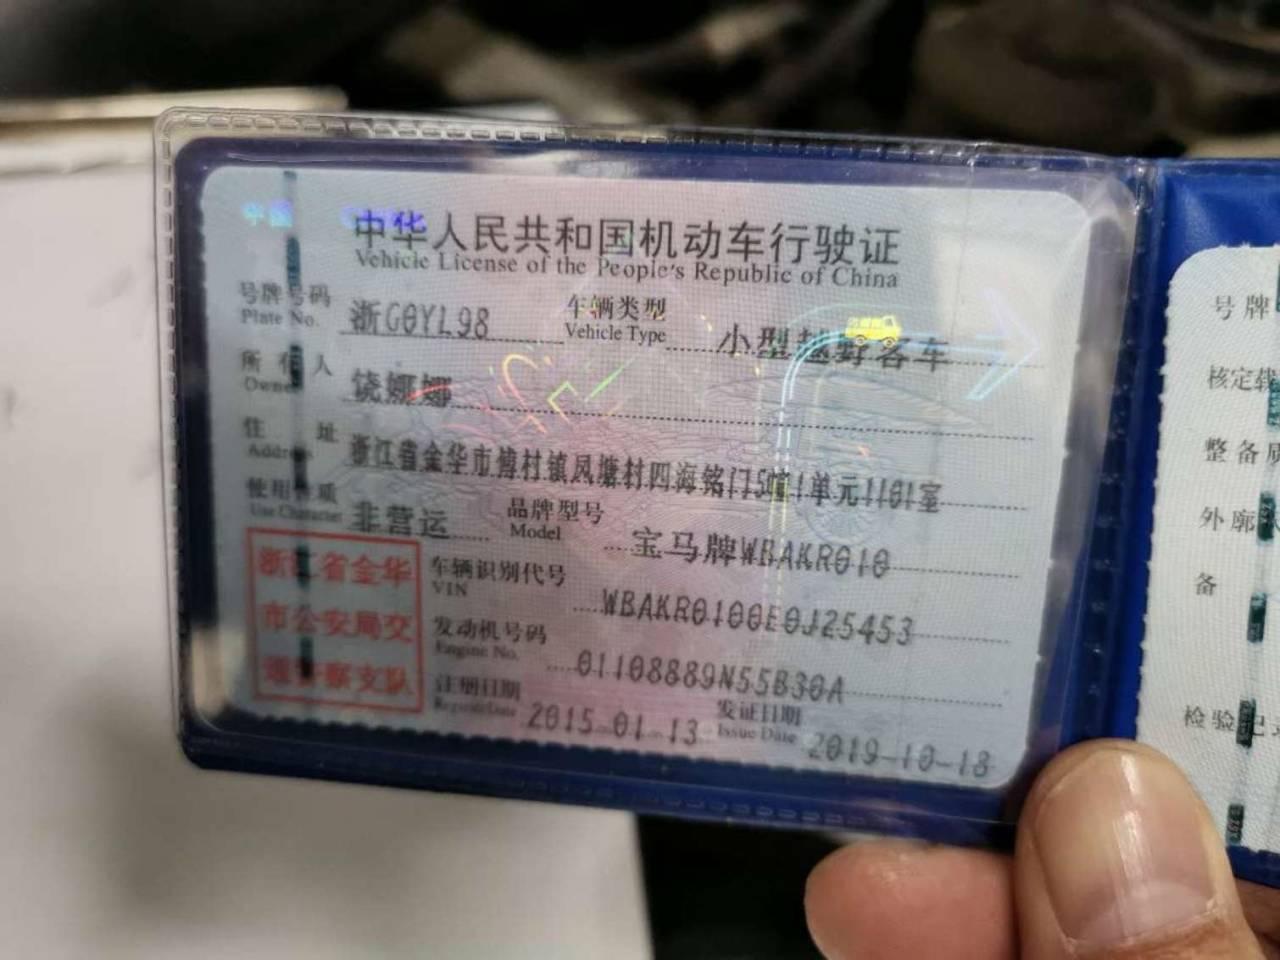 中华人民共和国机动车行驶证
Vehicle License of the People's Republic of China
号牌号码 浙G0YL98 车辆类型 小型越野客车
Plate No. Vehicle Type
所有人 饶娜娜
Owner
住址 浙江省金华市傅村镇凤塘村四海铭门5幢1单元1101室
Address
使用性质 非营运 品牌型号 宝马牌WBAKR010
Use Character Model
浙江省金华
市公安局交
通警察支队
车辆识别代号 WBAKR0100E0J25453
VIN
发动机号码 01108889N55B30A
Engine No.
注册日期 2015-01-13 发证日期 2019-10-18
Register Date Issue Date
号牌
核定载
整备质
外廓
备
检验记